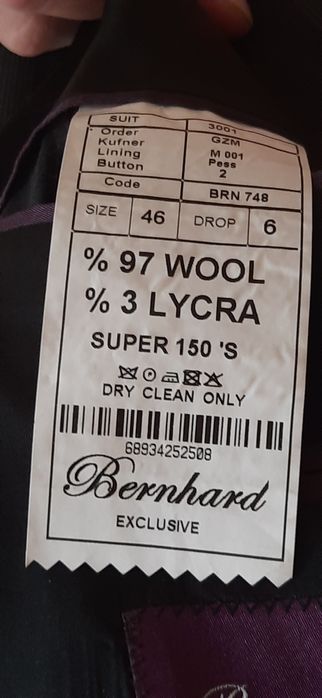 SUIT 3001
Order GZM
Kufner M 001
Lining Pess
Button 2
Code BRN 748
SIZE 46 DROP 6
% 97 WOOL
% 3 LYCRA
SUPER 150 'S
DRY CLEAN ONLY
68934252508
Bernhard
EXCLUSIVE